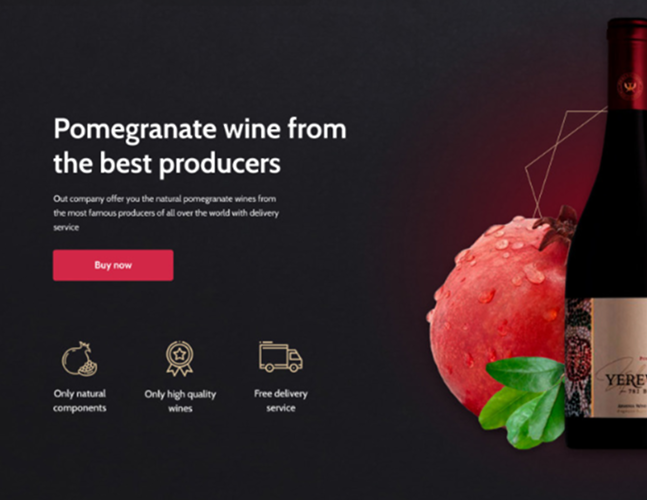 Pomegranate wine from
the best producers
Out company offer you the natural pomegranate wines from
the most famous producers of all over the world with delivery
service
Buy now
Only natural
components
Only high quality
wines
Free delivery
service